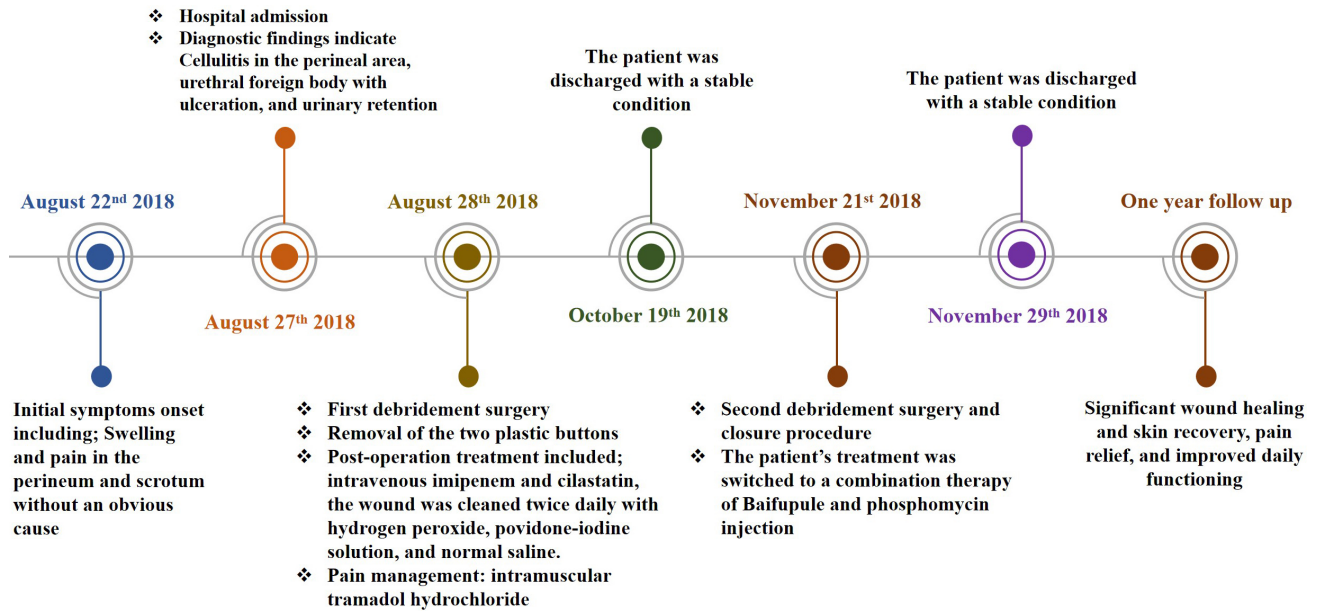 ❖ Hospital admission
❖ Diagnostic findings indicate
Cellulitis in the perineal area,
urethral foreign body with
ulceration, and urinary retention
The patient was
discharged with a stable
condition
The patient was discharged
with a stable condition
August 22nd 2018
August 28th 2018
November 21st 2018
One year follow up
August 27th 2018
October 19th 2018
November 29th 2018
Initial symptoms onset
including; Swelling
and pain in the
perineum and scrotum
without an obvious
cause
❖ First debridement surgery
❖ Removal of the two plastic buttons
❖ Post-operation treatment included;
intravenous imipenem and cilastatin,
the wound was cleaned twice daily with
hydrogen peroxide, povidone-iodine
solution, and normal saline.
❖ Pain management: intramuscular
tramadol hydrochloride
❖ Second debridement surgery and
closure procedure
❖ The patient’s treatment was
switched to a combination therapy
of Baifupule and phosphomycin
injection
Significant wound healing
and skin recovery, pain
relief, and improved daily
functioning